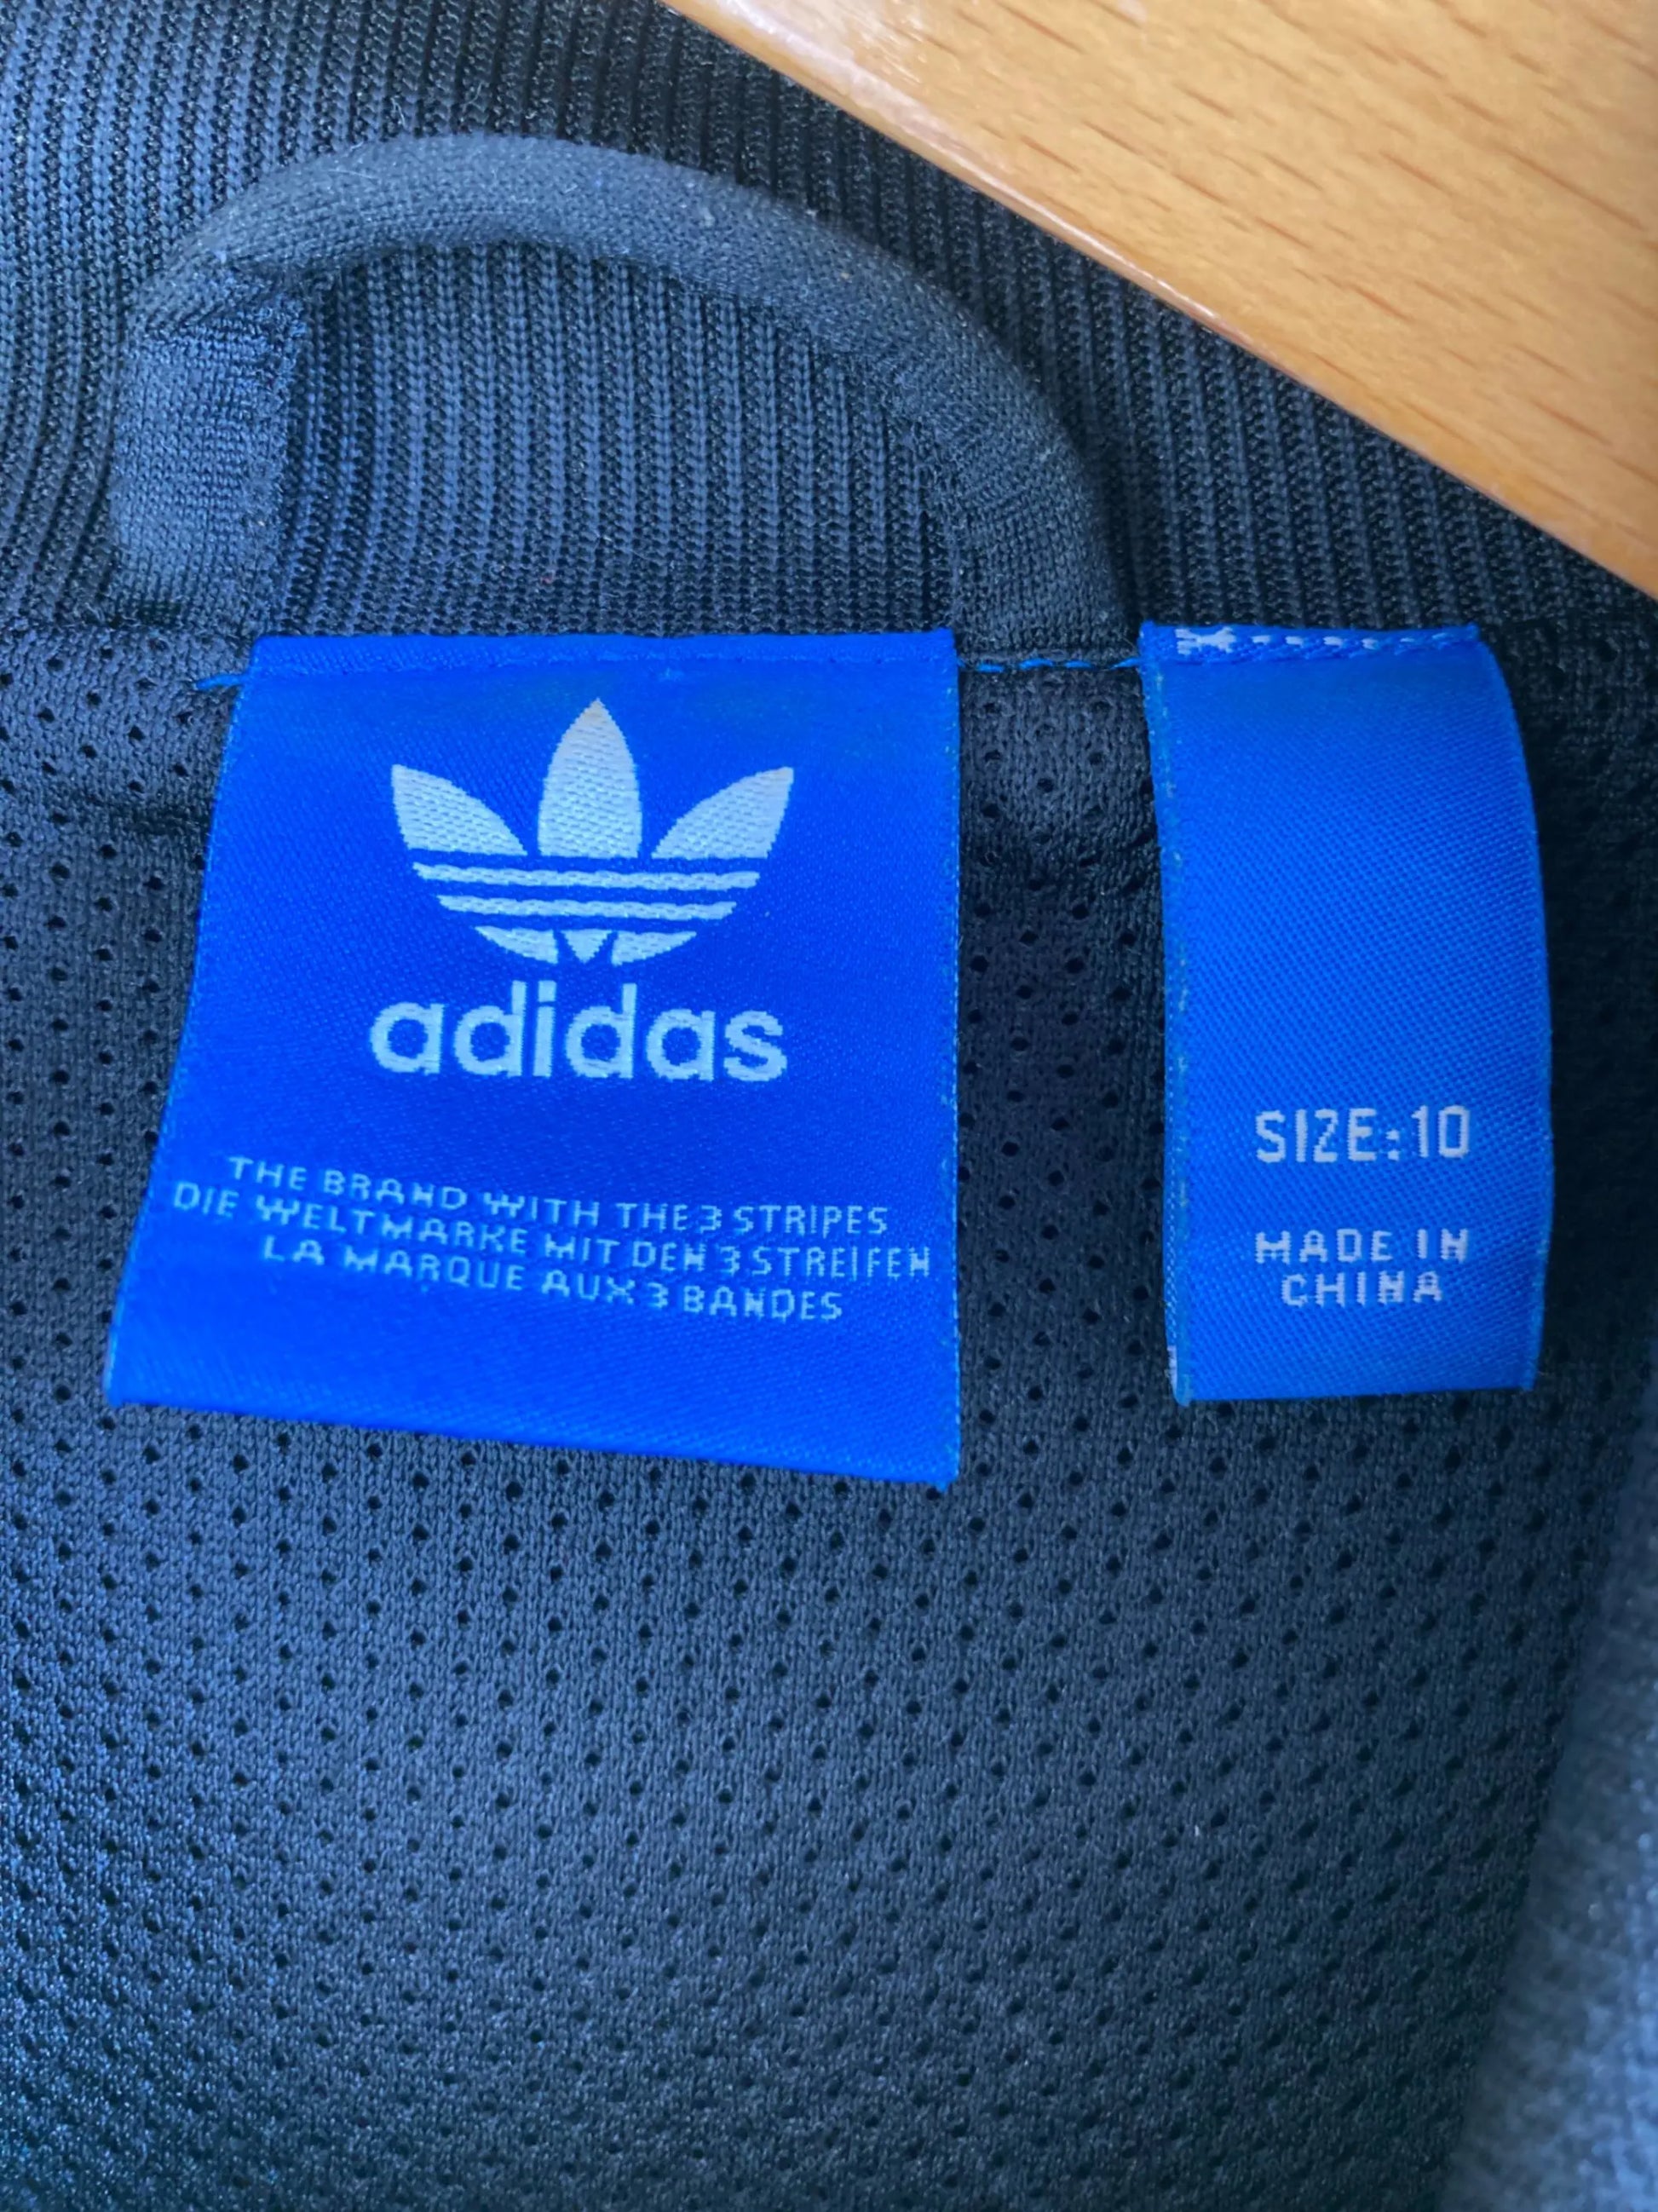 adidas
THE BRAND WITH THE 3 STRIPES
DIE WELTMARKE MIT DEN 3 STREIFEN
LA MARQUE AUX 3 BANDES
SIZE:10
MADE IN
CHINA